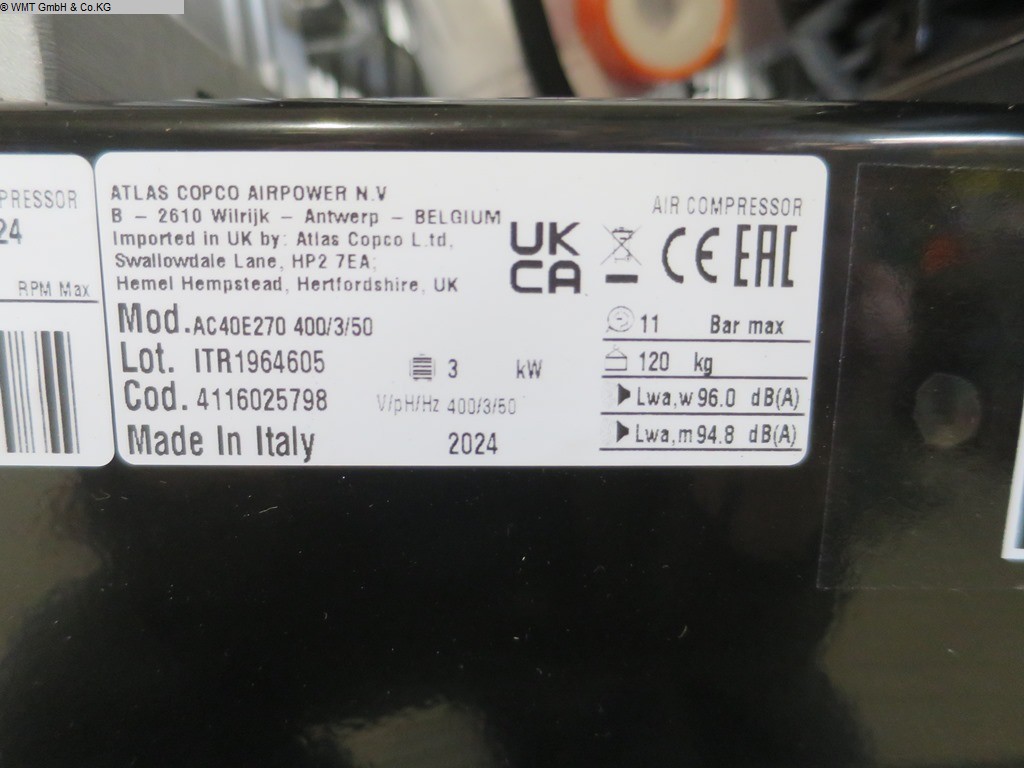 © WMT GmbH & Co.KG
PRESSOR
24
RPM Max
ATLAS COPCO AIRPOWER N.V
B – 2610 Wilrijk – Antwerp – BELGIUM
Imported in UK by: Atlas Copco L.td,
Swallowdale Lane, HP2 7EA;
Hemel Hempstead, Hertfordshire, UK
UK
CA
AIR COMPRESSOR
CE EAC
Mod. AC40E270 400/3/50
Lot. ITR1964605
Cod. 4116025798
Made In Italy
3 kW
V/pH/Hz 400/3/50
2024
11 Bar max
120 kg
Lwa,w 96.0 dB(A)
Lwa,m 94.8 dB(A)